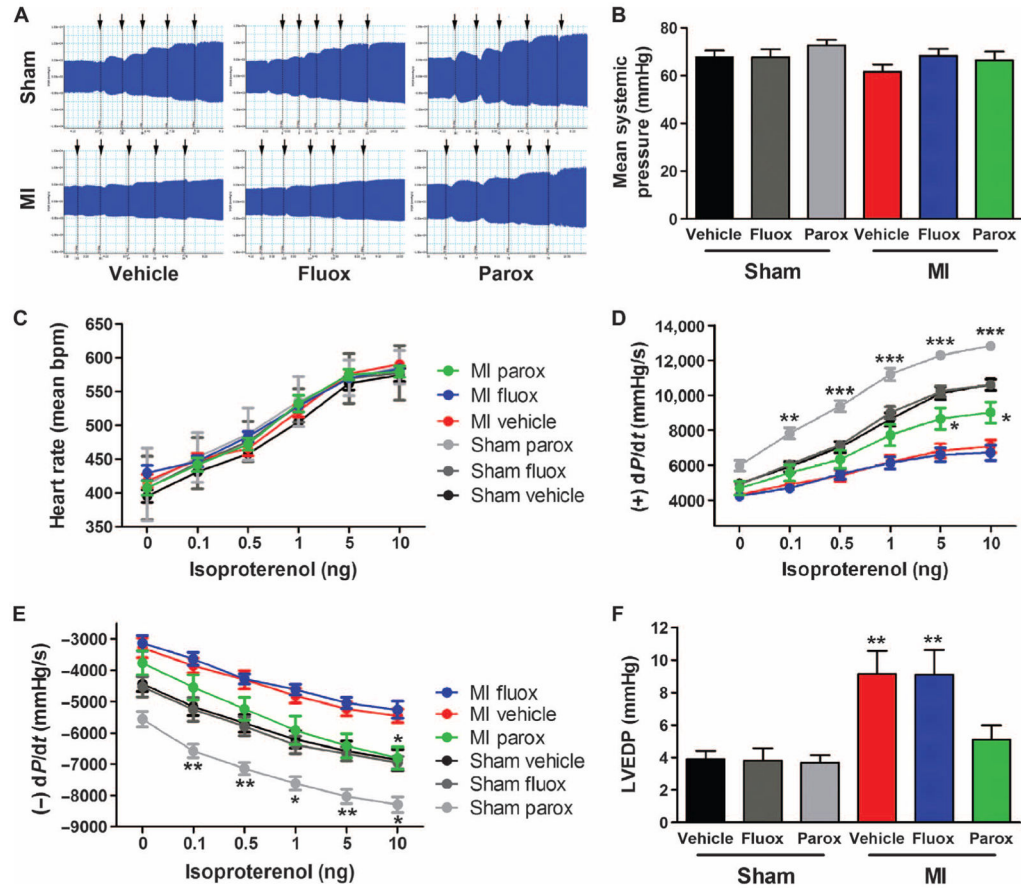 A
Sham
MI
Vehicle
Fluox
Parox
B
Mean systemic
pressure (mmHg)
80
60
40
20
0
Vehicle Fluox Parox Vehicle Fluox Parox
Sham
MI
C
Heart rate (mean bpm)
650
600
550
500
450
400
350
0 0.1 0.5 1 5 10
Isoproterenol (ng)
MI parox
MI fluox
MI vehicle
Sham parox
Sham fluox
Sham vehicle
D
(+) dP/dt (mmHg/s)
14,000
12,000
10,000
8000
6000
4000
** *** *** *** ***
* *
0 0.1 0.5 1 5 10
Isoproterenol (ng)
E
(–) dP/dt (mmHg/s)
–3000
–4000
–5000
–6000
–7000
–8000
–9000
*
** ** * ** *
0 0.1 0.5 1 5 10
Isoproterenol (ng)
MI fluox
MI vehicle
MI parox
Sham vehicle
Sham fluox
Sham parox
F
LVEDP (mmHg)
12
10
8
6
4
2
0
** **
Vehicle Fluox Parox Vehicle Fluox Parox
Sham
MI